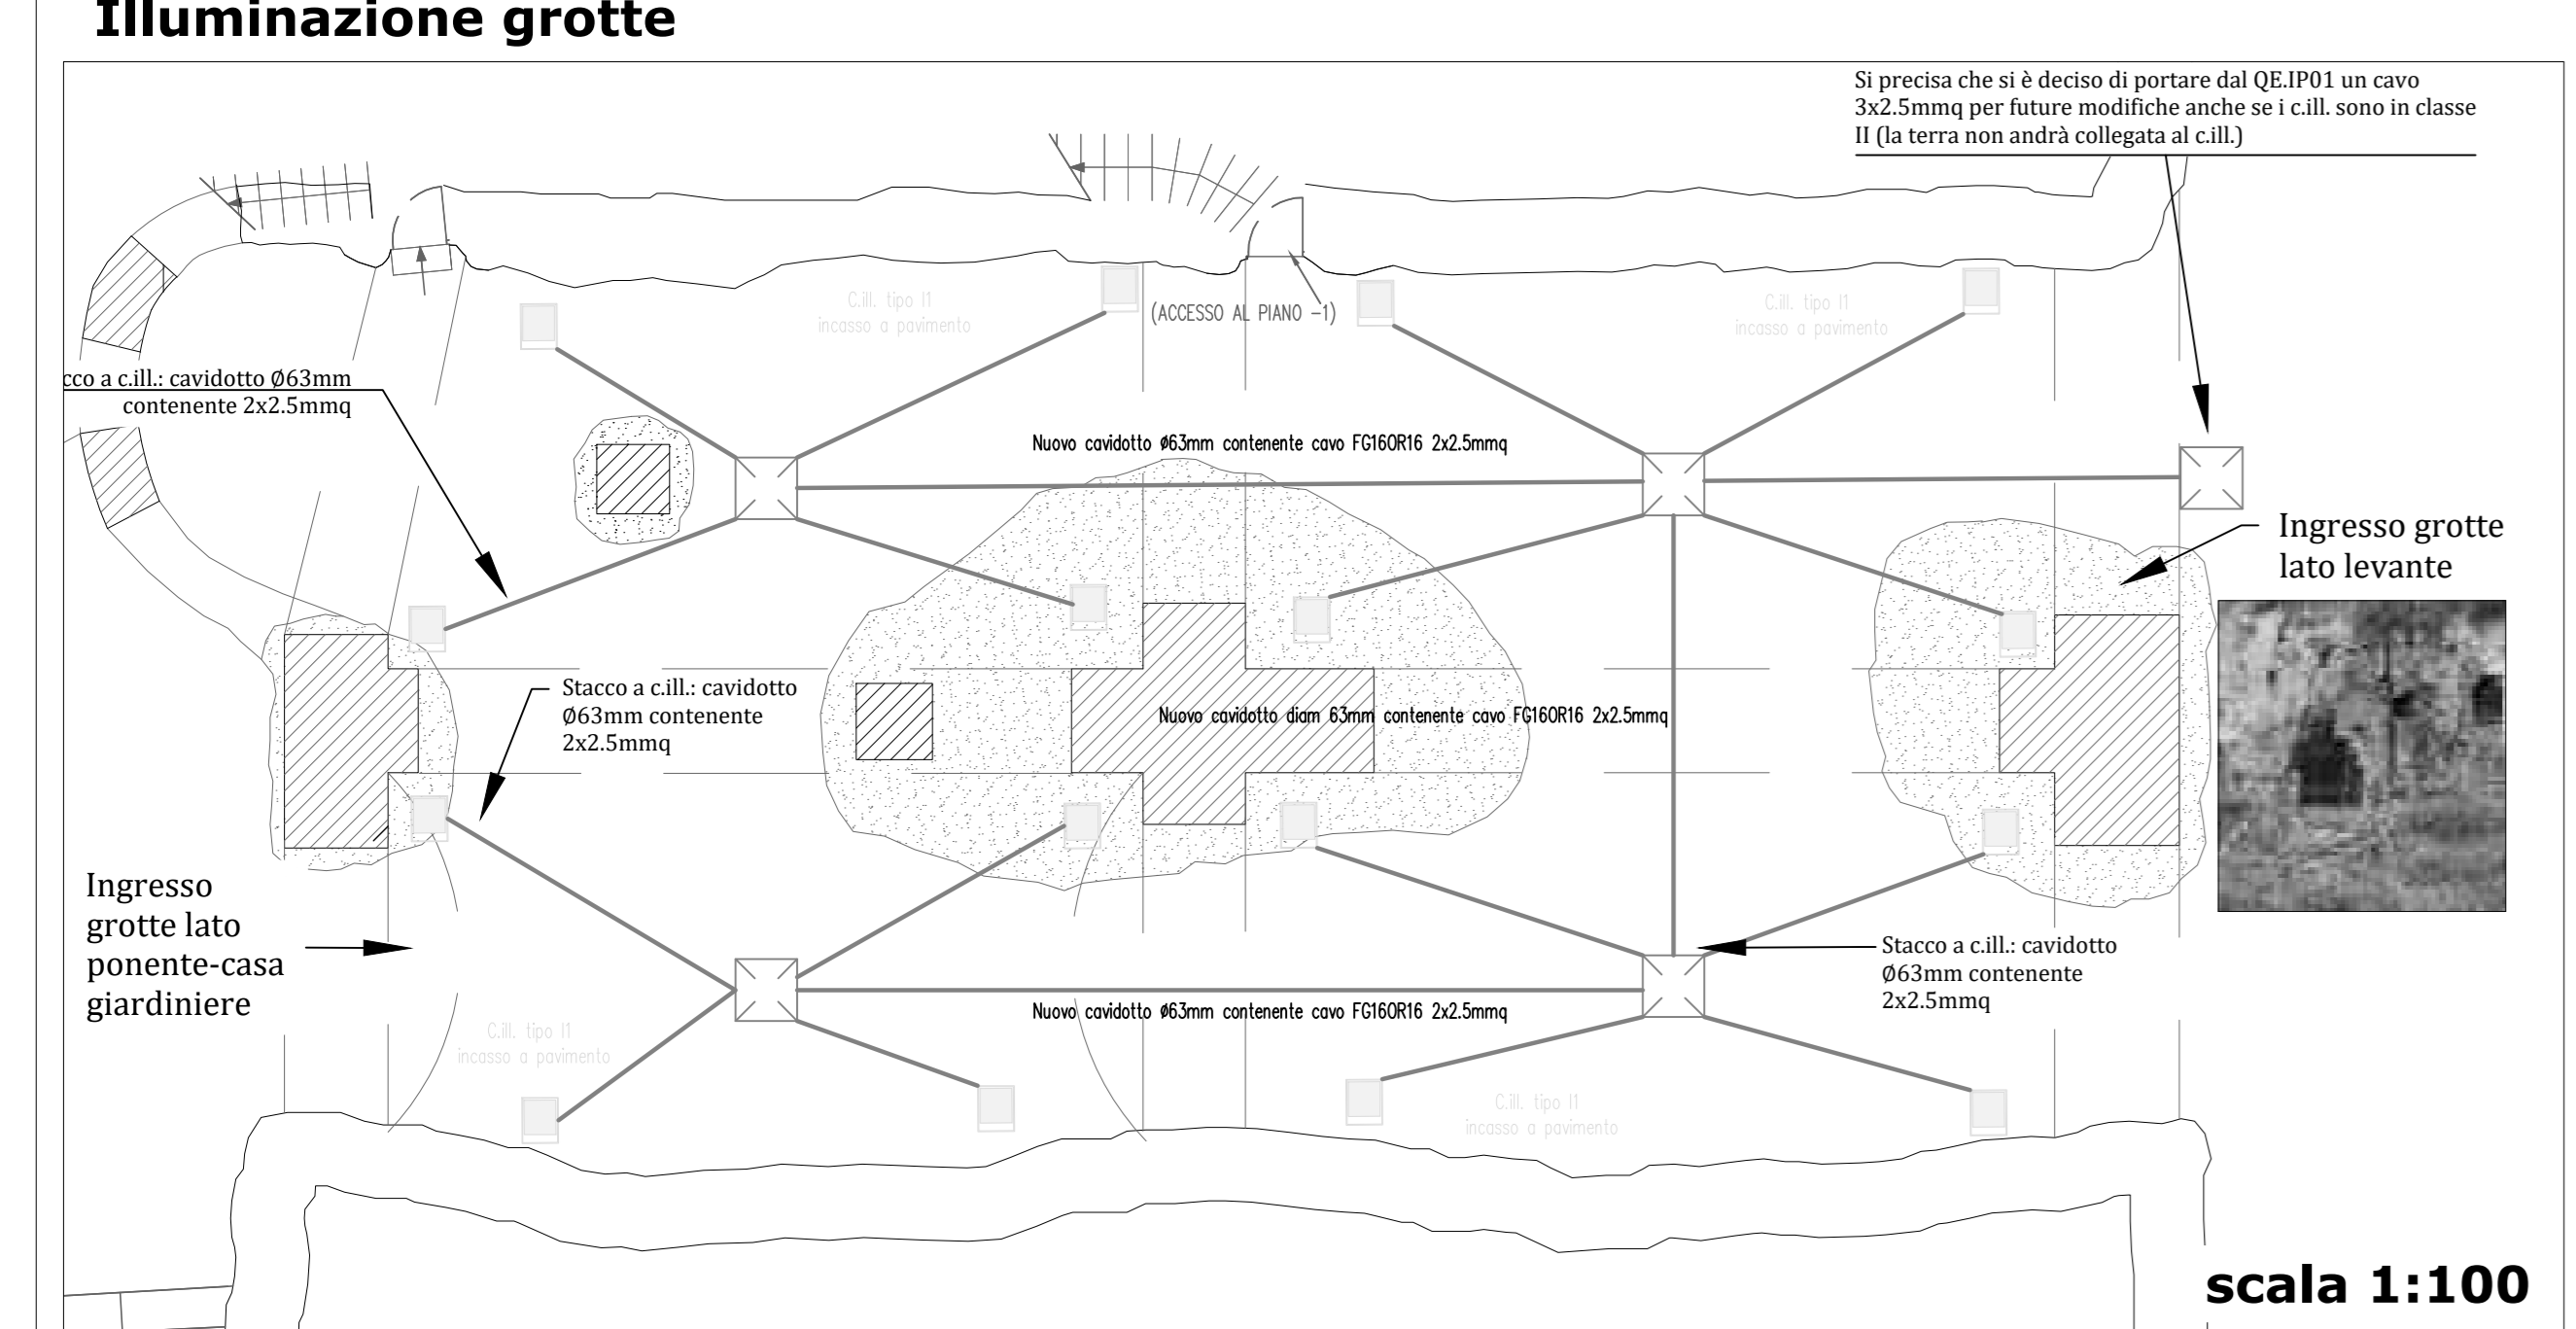 Illuminazione grotte
Si precisa che si è deciso di portare dal QE.IP01 un cavo
3x2.5mmq per future modifiche anche se i c.ill. sono in classe
II (la terra non andrà collegata al c.ill.)
C.ill. tipo I1
incasso a pavimento
(ACCESSO AL PIANO -1)
C.ill. tipo I1
incasso a pavimento
cco a c.ill.: cavidotto Ø63mm
contenente 2x2.5mmq
Nuovo cavidotto ø63mm contenente cavo FG16OR16 2x2.5mmq
Ingresso grotte
lato levante
Stacco a c.ill.: cavidotto
Ø63mm contenente
2x2.5mmq
Nuovo cavidotto diam 63mm contenente cavo FG16OR16 2x2.5mmq
Ingresso
grotte lato
ponente-casa
giardiniere
Stacco a c.ill.: cavidotto
Ø63mm contenente
2x2.5mmq
Nuovo cavidotto ø63mm contenente cavo FG16OR16 2x2.5mmq
C.ill. tipo I1
incasso a pavimento
C.ill. tipo I1
incasso a pavimento
scala 1:100